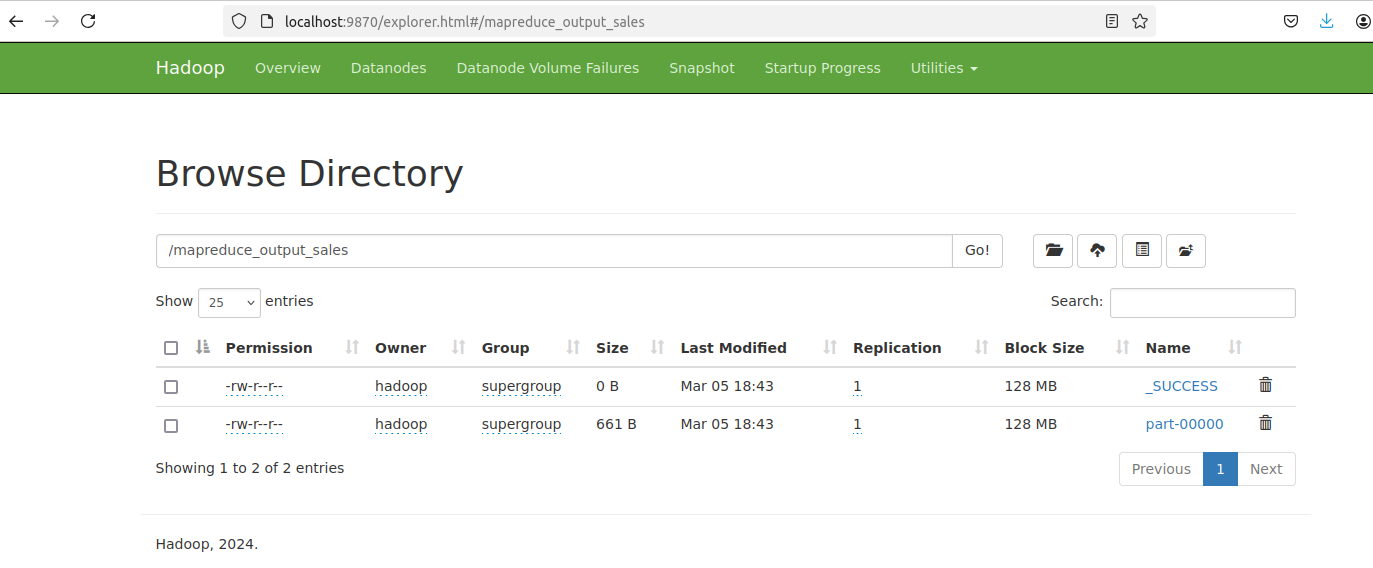 localhost:9870/explorer.html#/mapreduce_output_sales
Hadoop Overview Datanodes Datanode Volume Failures Snapshot Startup Progress Utilities
Browse Directory
/mapreduce_output_sales Go!
Show 25 entries Search:
Permission Owner Group Size Last Modified Replication Block Size Name
-rw-r--r-- hadoop supergroup 0 B Mar 05 18:43 1 128 MB _SUCCESS
-rw-r--r-- hadoop supergroup 661 B Mar 05 18:43 1 128 MB part-00000
Showing 1 to 2 of 2 entries Previous 1 Next
Hadoop, 2024.